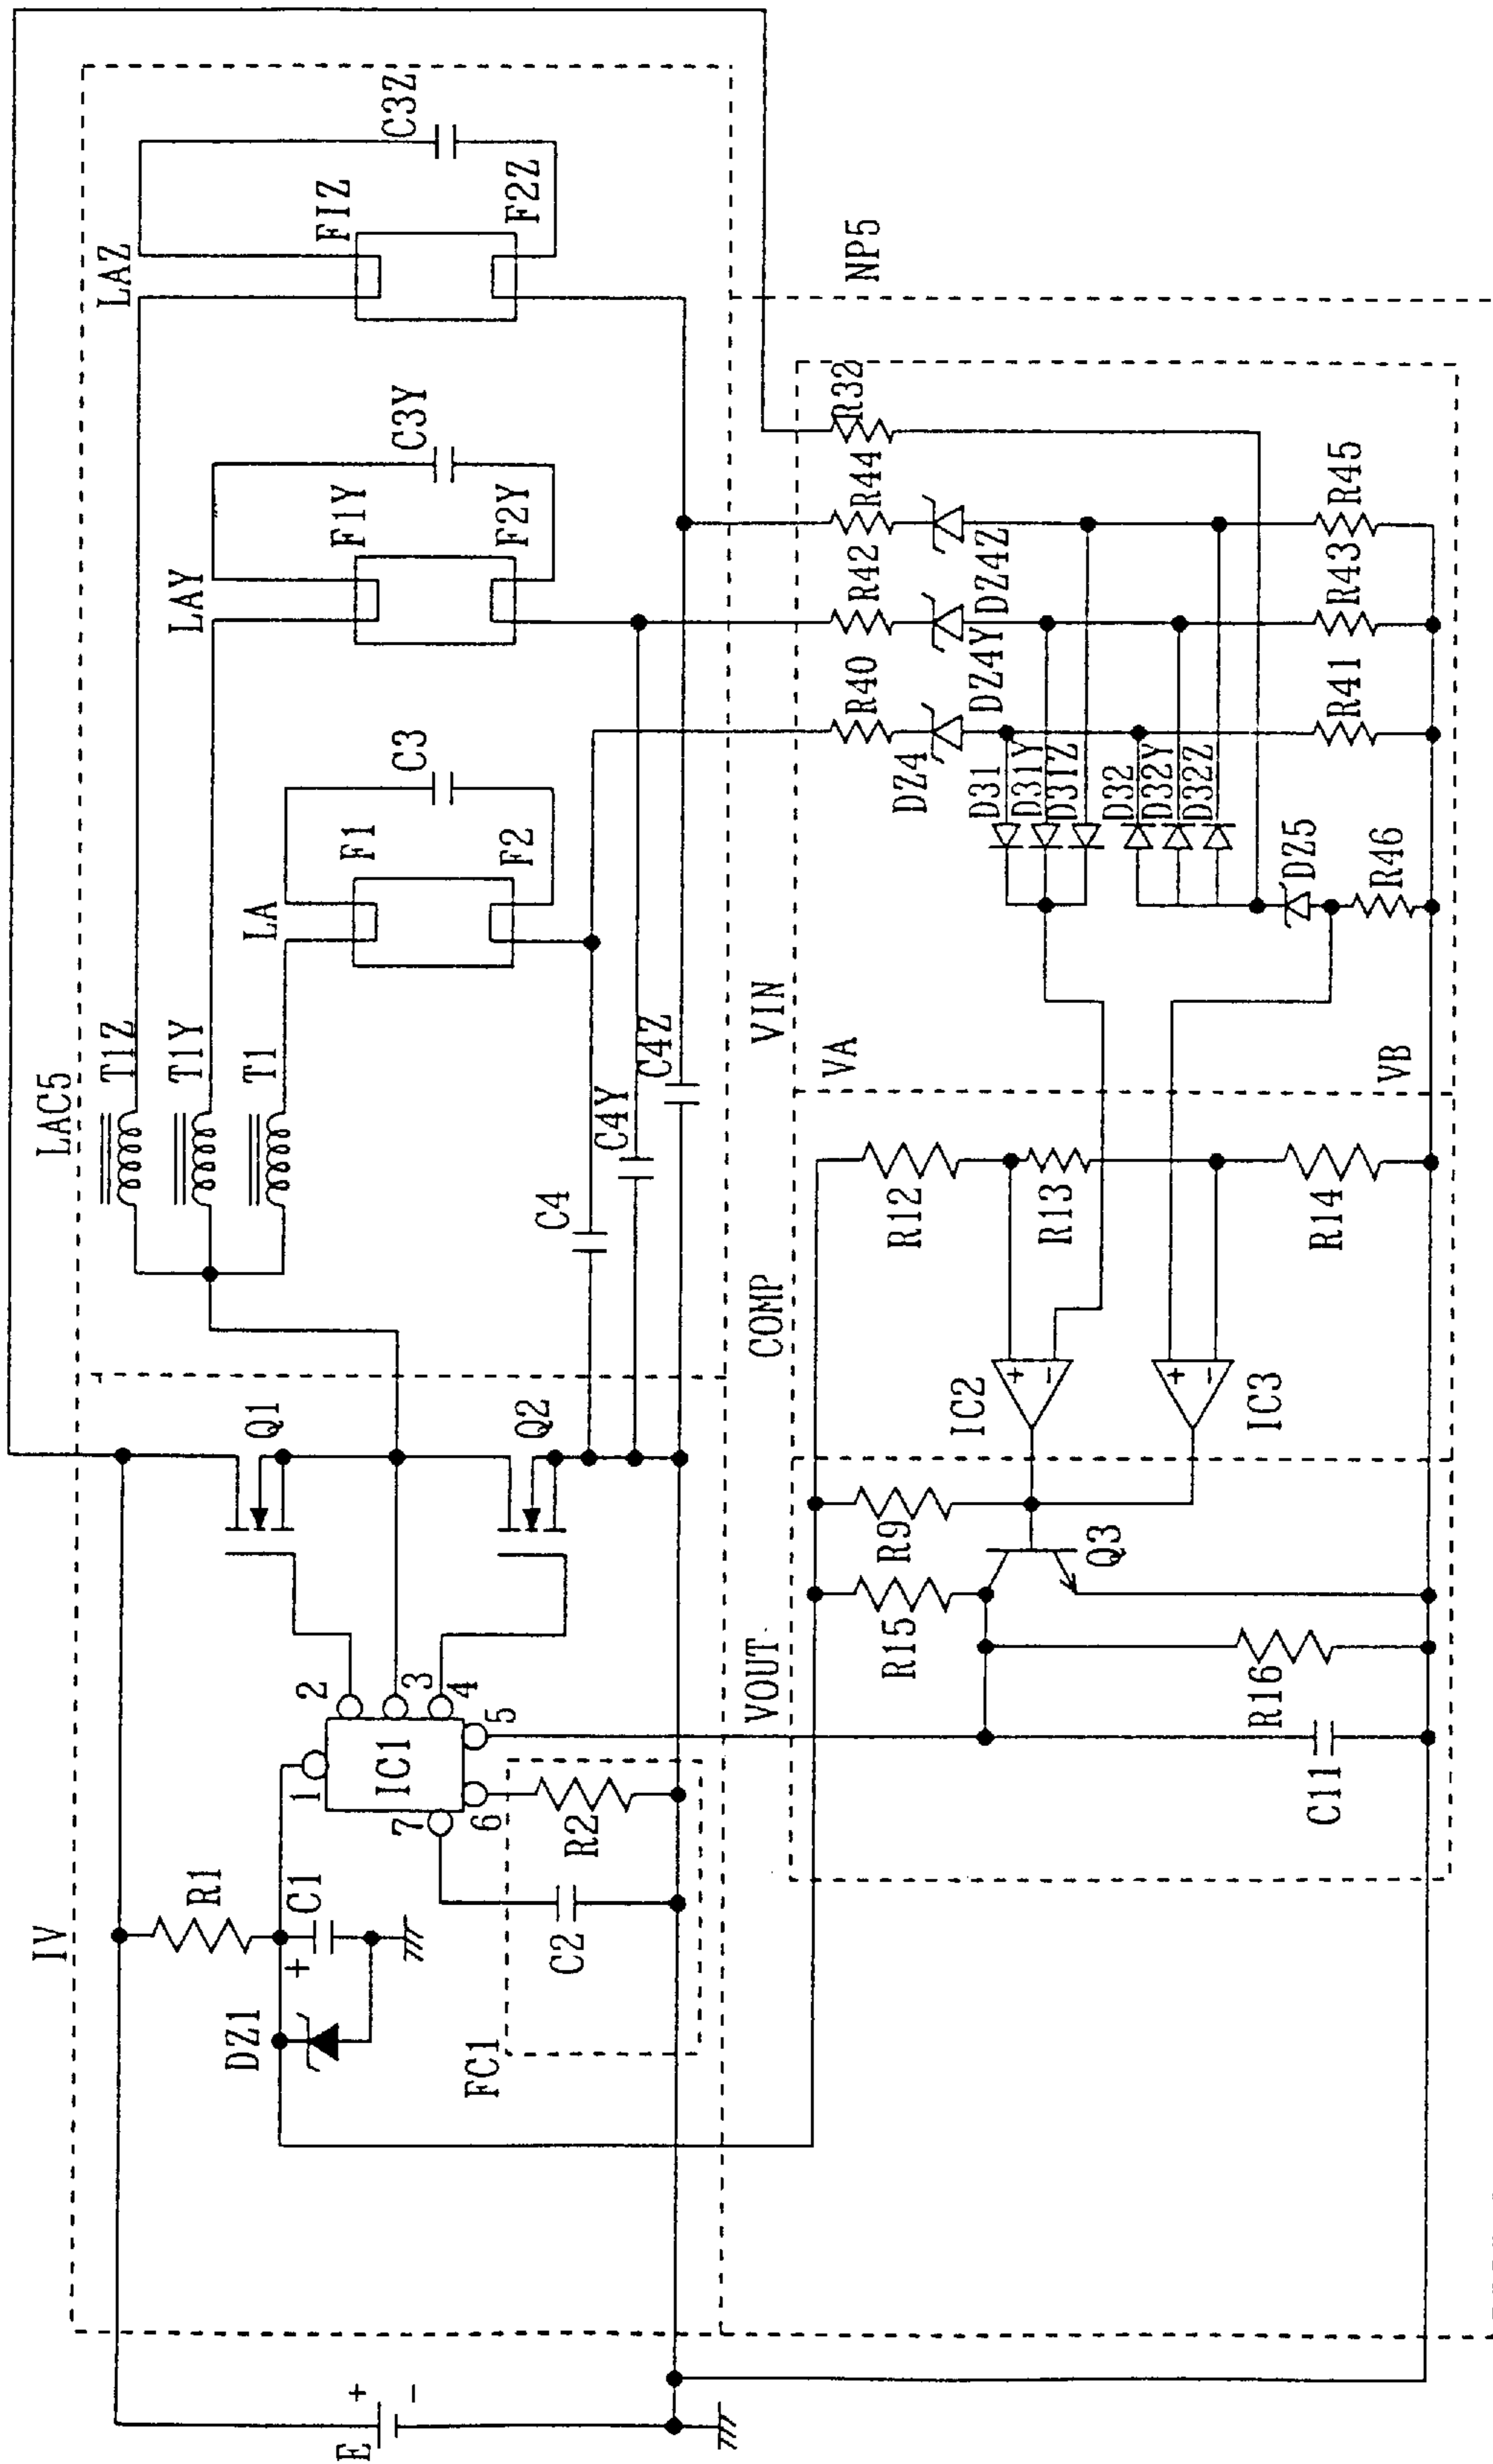 LAC5
LAZ
C3Z
F1Z
F2Z
T1Z
LAY
C3Y
F1Y
F2Y
T1Y
LA
C3
F1
F2
T1
C4
C4Y
C4Z
IV
Q1
Q2
R1
C1
+
DZ1
IC1
1
2
3
4
5
6
7
FC1
C2
R2
E
+
-
NP5
VIN
R32
R44
R42
R40
DZ4Z
DZ4Y
DZ4
D31
D31Y
D31Z
D32
D32Y
D32Z
DZ5
R45
R43
R41
R46
VA
VB
COMP
R12
R13
R14
IC2
+
-
IC3
+
-
VOUT
R9
R15
Q3
R16
C11